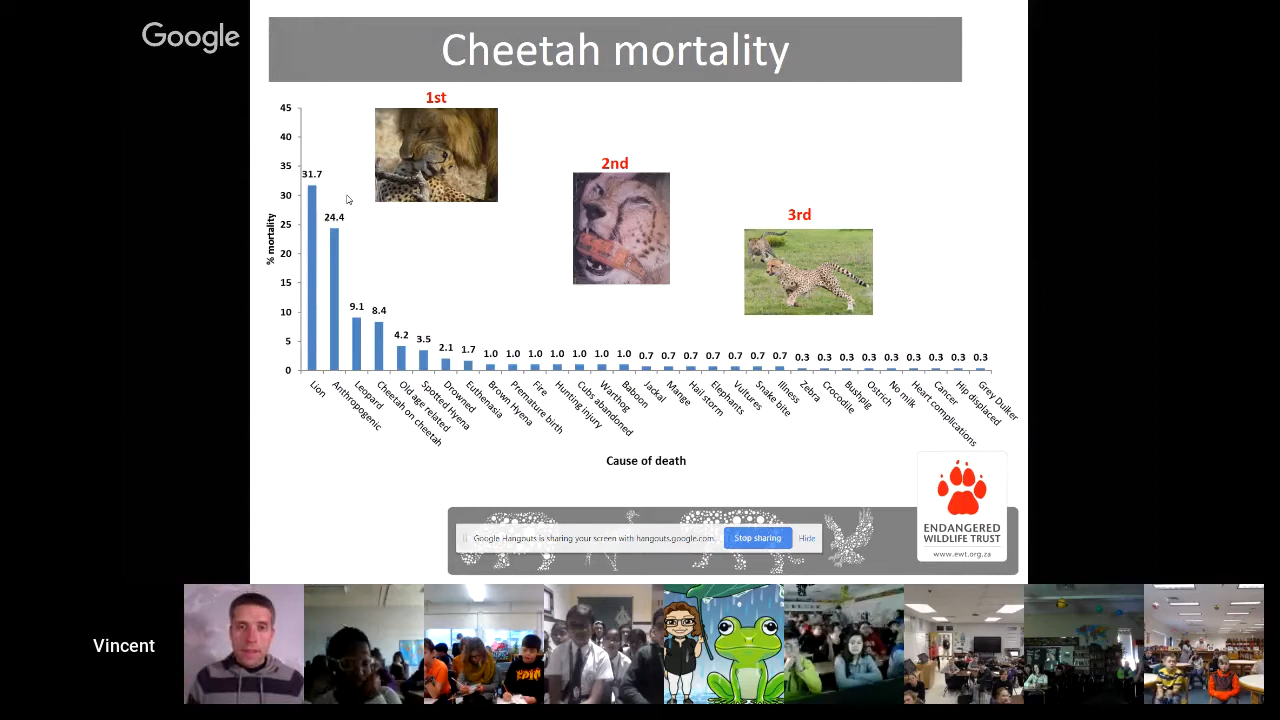 Google
Cheetah mortality
1st
2nd
3rd
45
40
35
30
25
20
15
10
5
0
% mortality
31.7
24.4
9.1
8.4
4.2
3.5
2.1
1.7
1.0
1.0
1.0
1.0
1.0
1.0
1.0
0.7
0.7
0.7
0.7
0.7
0.7
0.7
0.3
0.3
0.3
0.3
0.3
0.3
0.3
0.3
0.3
Lion
Anthropogenic
Leopard
Cheetah on cheetah
Old age related
Spotted Hyena
Drowned
Euthenasia
Brown Hyena
Premature birth
Fire
Hunting injury
Cubs abandoned
Warthog
Baboon
Jackal
Mange
Hail storm
Elephants
Vultures
Snake bite
Illness
Zebra
Crocodile
Bushpig
Ostrich
No milk
Heart complications
Cancer
Hip displaced
Grey Duiker
Cause of death
Google Hangouts is sharing your screen with hangouts.google.com.
Stop sharing
Hide
ENDANGERED
WILDLIFE TRUST
www.ewt.org.za
Vincent